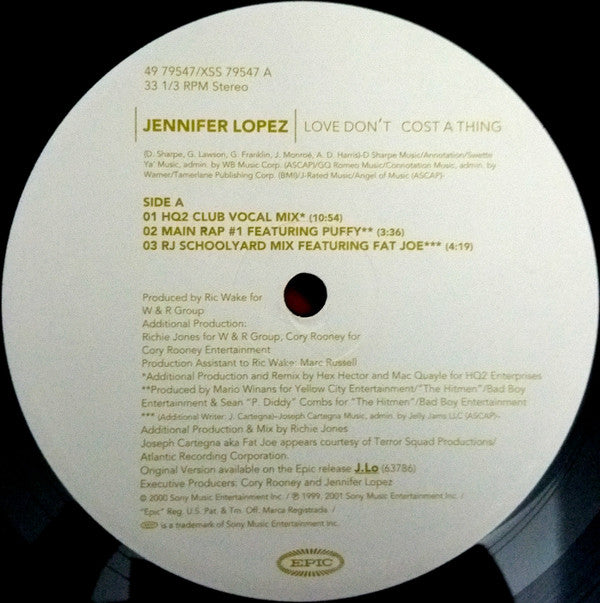 49 79547/XSS 79547 A
33 1/3 RPM Stereo
JENNIFER LOPEZ | LOVE DON'T COST A THING
(D. Sharpe, G. Lawson, G. Franklin, J. Monroe, A. D. Harris)-D Sharpe Music/Annotation/Swette
Ya' Music, admin. by WB Music Corp. (ASCAP)/GQ Romeo Music/Connotation Music, admin. by
Warner/Tamerlane Publishing Corp. (BMI)/J-Rated Music/Angel of Music (ASCAP)-
SIDE A
01 HQ2 CLUB VOCAL MIX* (10:54)
02 MAIN RAP #1 FEATURING PUFFY** (3:36)
03 RJ SCHOOLYARD MIX FEATURING FAT JOE*** (4:19)
Produced by Ric Wake for
W & R Group
Additional Production:
Richie Jones for W & R Group, Cory Rooney for
Cory Rooney Entertainment
Production Assistant to Ric Wake: Marc Russell
*Additional Production and Remix by Hex Hector and Mac Quayle for HQ2 Enterprises
**Produced by Mario Winans for Yellow City Entertainment/"The Hitmen"/Bad Boy
Entertainment & Sean "P. Diddy" Combs for "The Hitmen"/Bad Boy Entertainment
*** (Additional Writer: J. Cartegna)-Joseph Cartegna Music, admin. by Jelly Jams LLC (ASCAP)-
Additional Production & Mix by Richie Jones
Joseph Cartegna aka Fat Joe appears courtesy of Terror Squad Productions/
Atlantic Recording Corporation.
Original Version available on the Epic release J.Lo (63786)
Executive Producers: Cory Rooney and Jennifer Lopez
© 2000 Sony Music Entertainment Inc. / ℗ 1999, 2001 Sony Music Entertainment Inc. /
"Epic" Reg. U.S. Pat. & Tm. Off. Marca Registrada. /
EPIC is a trademark of Sony Music Entertainment Inc.
EPIC